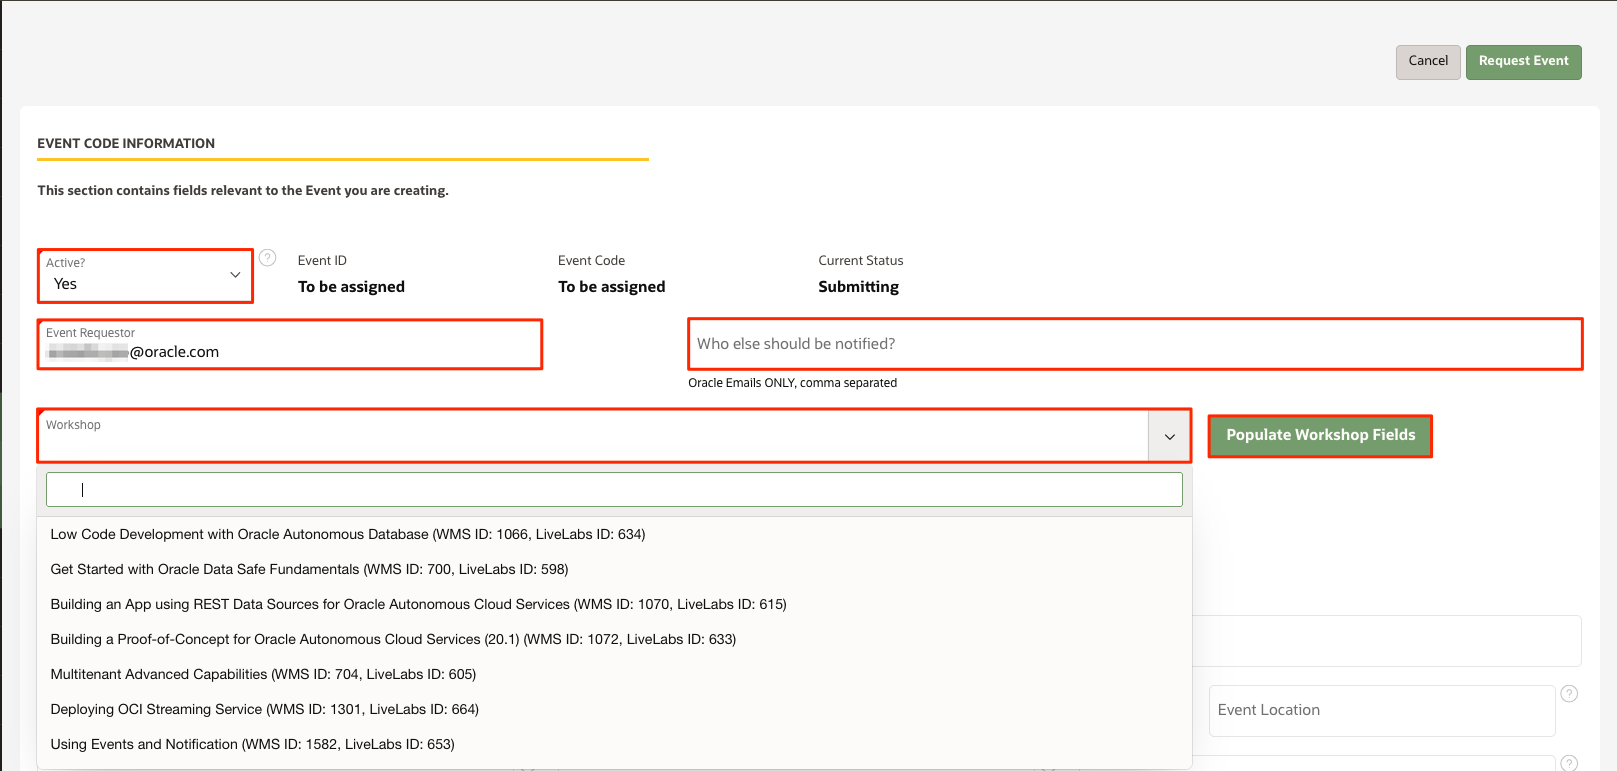 Cancel
Request Event
EVENT CODE INFORMATION
This section contains fields relevant to the Event you are creating.
Active?
Yes
?
Event ID
To be assigned
Event Code
To be assigned
Current Status
Submitting
Event Requestor
@oracle.com
Who else should be notified?
Oracle Emails ONLY, comma separated
Workshop
Populate Workshop Fields
Low Code Development with Oracle Autonomous Database (WMS ID: 1066, LiveLabs ID: 634)
Get Started with Oracle Data Safe Fundamentals (WMS ID: 700, LiveLabs ID: 598)
Building an App using REST Data Sources for Oracle Autonomous Cloud Services (WMS ID: 1070, LiveLabs ID: 615)
Building a Proof-of-Concept for Oracle Autonomous Cloud Services (20.1) (WMS ID: 1072, LiveLabs ID: 633)
Multitenant Advanced Capabilities (WMS ID: 704, LiveLabs ID: 605)
Deploying OCI Streaming Service (WMS ID: 1301, LiveLabs ID: 664)
Using Events and Notification (WMS ID: 1582, LiveLabs ID: 653)
Event Location
?
?